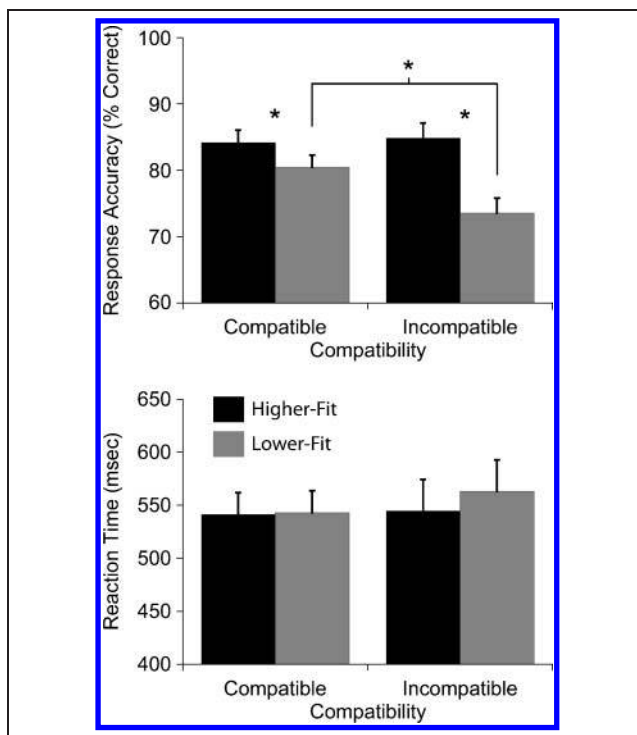 Response Accuracy (% Correct)
100
90
80
70
60
*
*
*
Compatible Incompatible
Compatibility
Reaction Time (msec)
650
600
550
500
450
400
Higher-Fit
Lower-Fit
Compatible Incompatible
Compatibility